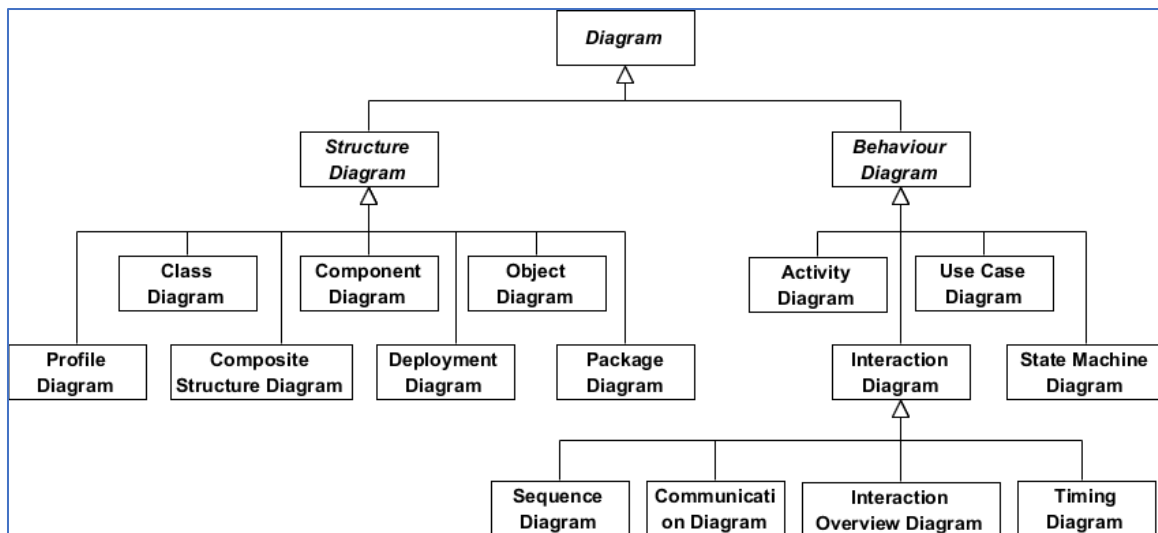 Diagram
Structure
Diagram
Behaviour
Diagram
Class
Diagram
Component
Diagram
Object
Diagram
Activity
Diagram
Use Case
Diagram
Profile
Diagram
Composite
Structure Diagram
Deployment
Diagram
Package
Diagram
Interaction
Diagram
State Machine
Diagram
Sequence
Diagram
Communicati
on Diagram
Interaction
Overview Diagram
Timing
Diagram